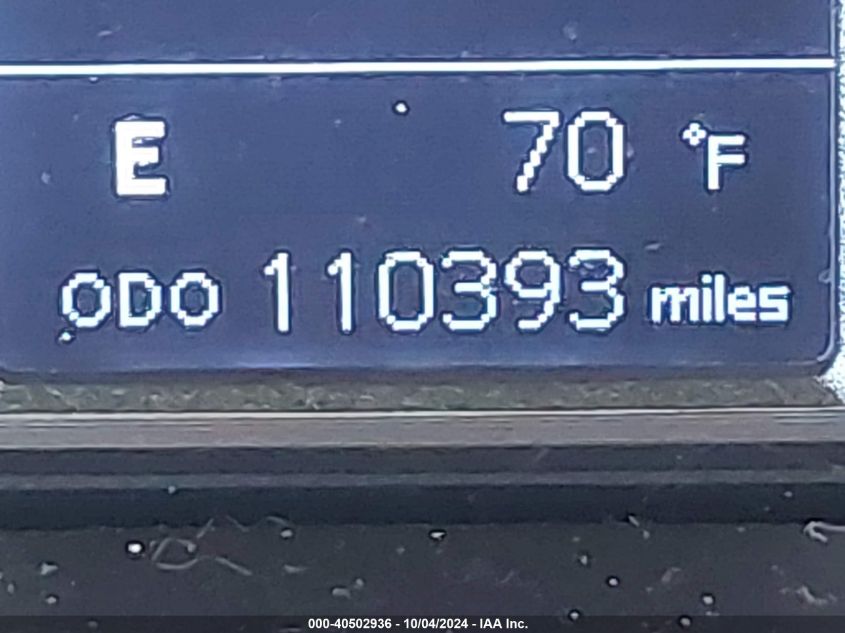 E 70 °F
ODO 110393 miles
000-40502936 - 10/04/2024 - IAA Inc.